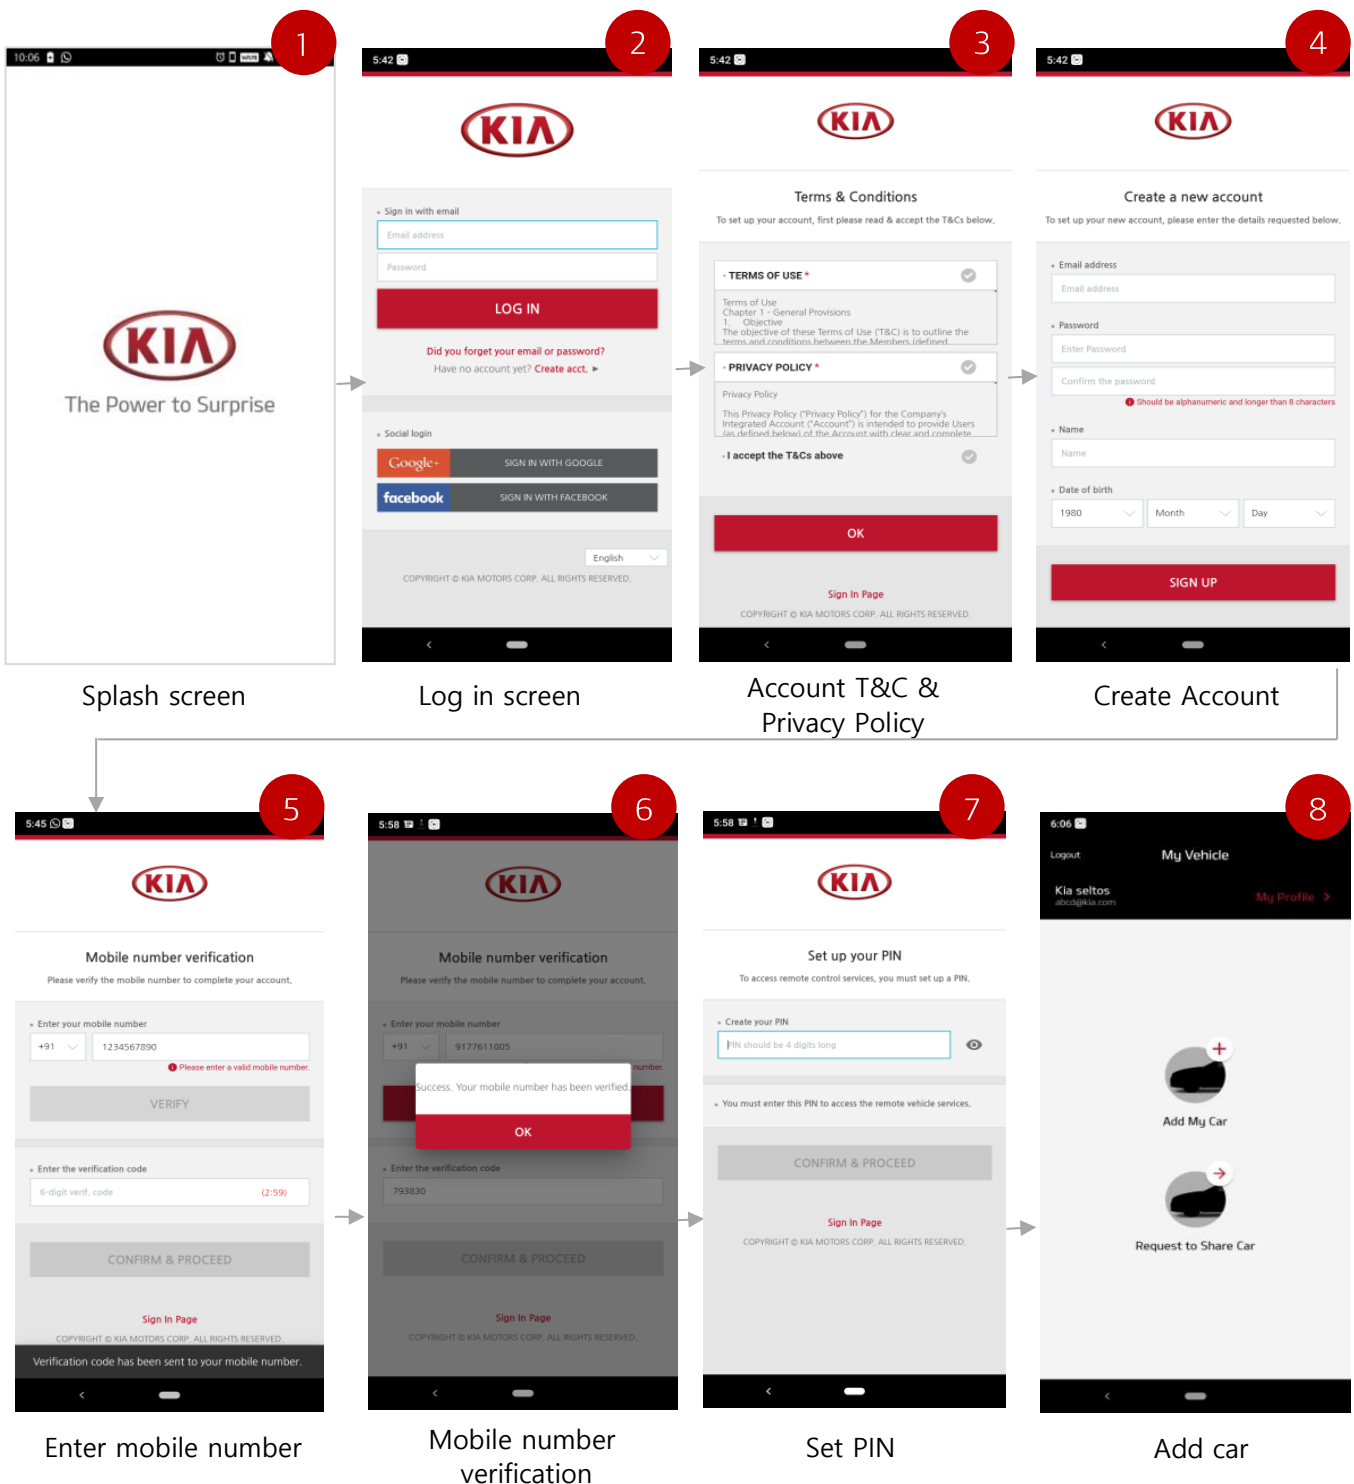 1
10:06
KIA
The Power to Surprise
Splash screen
2
5:42
KIA
Sign in with email
Email address
Password
LOG IN
Did you forget your email or password?
Have no account yet? Create acct. ►
Social login
Google+ SIGN IN WITH GOOGLE
facebook SIGN IN WITH FACEBOOK
English
COPYRIGHT © KIA MOTORS CORP. ALL RIGHTS RESERVED.
Log in screen
3
5:42
KIA
Terms & Conditions
To set up your account, first please read & accept the T&Cs below.
TERMS OF USE *
Terms of Use
Chapter 1 - General Provisions
1. Objective
The objective of these Terms of Use ("T&C) is to outline the
terms and conditions between the Members (defined
PRIVACY POLICY *
Privacy Policy
This Privacy Policy ("Privacy Policy") for the Company's
Integrated Account ("Account") is intended to provide Users
(as defined below) of the Account with clear and complete
I accept the T&Cs above
OK
Sign In Page
COPYRIGHT © KIA MOTORS CORP. ALL RIGHTS RESERVED.
Account T&C &
Privacy Policy
4
5:42
KIA
Create a new account
To set up your new account, please enter the details requested below.
Email address
Email address
Password
Enter Password
Confirm the password
Should be alphanumeric and longer than 8 characters
Name
Name
Date of birth
1980 Month Day
SIGN UP
Create Account
5
5:45
KIA
Mobile number verification
Please verify the mobile number to complete your account.
Enter your mobile number
+91 1234567890
Please enter a valid mobile number.
VERIFY
Enter the verification code
6-digit verif. code (2:59)
CONFIRM & PROCEED
Sign In Page
COPYRIGHT © KIA MOTORS CORP. ALL RIGHTS RESERVED.
Verification code has been sent to your mobile number.
Enter mobile number
6
5:58
KIA
Mobile number verification
Please verify the mobile number to complete your account.
Enter your mobile number
+91 9177611005
number.
Success. Your mobile number has been verified.
OK
Enter the verification code
793830
CONFIRM & PROCEED
Sign In Page
COPYRIGHT © KIA MOTORS CORP. ALL RIGHTS RESERVED.
Mobile number
verification
7
5:58
KIA
Set up your PIN
To access remote control services, you must set up a PIN.
Create your PIN
PIN should be 4 digits long
You must enter this PIN to access the remote vehicle services.
CONFIRM & PROCEED
Sign In Page
COPYRIGHT © KIA MOTORS CORP. ALL RIGHTS RESERVED.
Set PIN
8
6:06
Logout My Vehicle
Kia seltos
abcd@kia.com
My Profile >
Add My Car
Request to Share Car
Add car